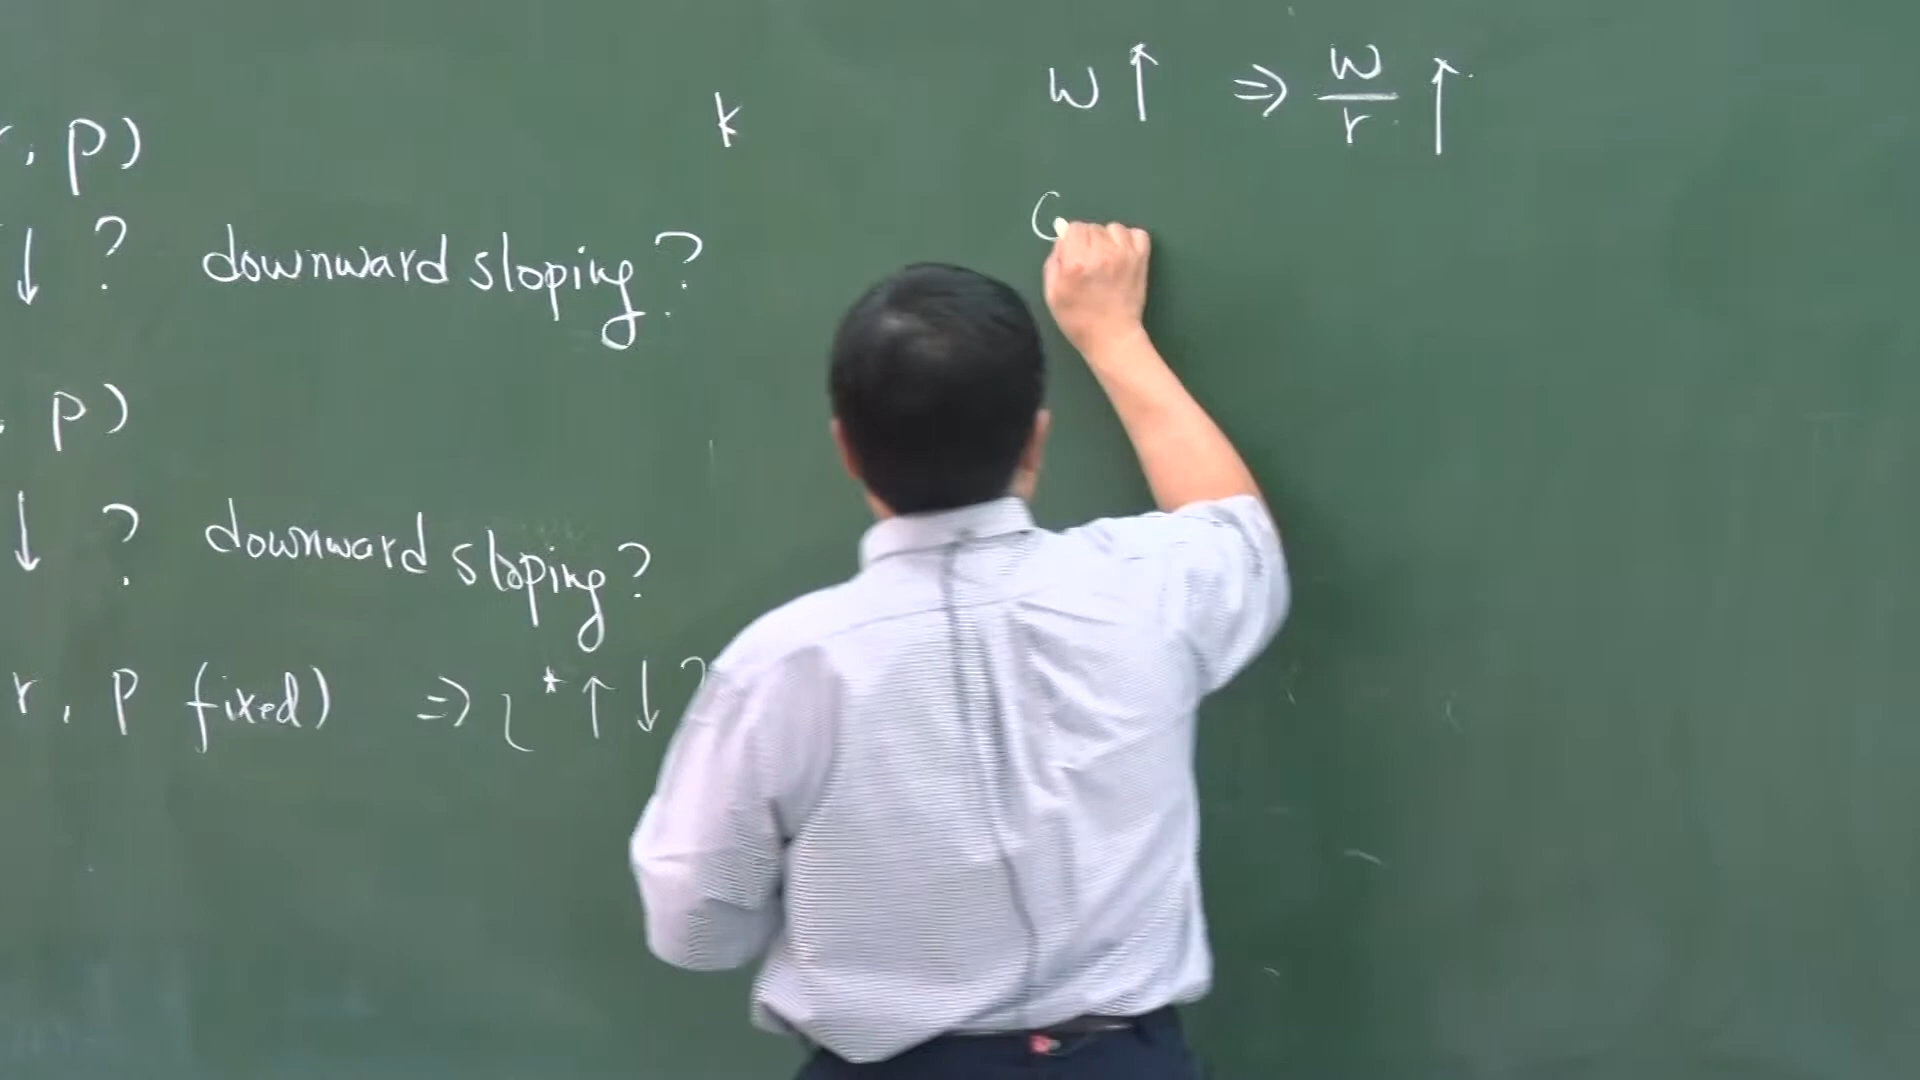 r, p)
↓ ? downward sloping?
, p)
↓ ? downward sloping?
r, p fixed) ⇒ L* ↑ ↓ ?
k
w ↑ ⇒ w/r ↑